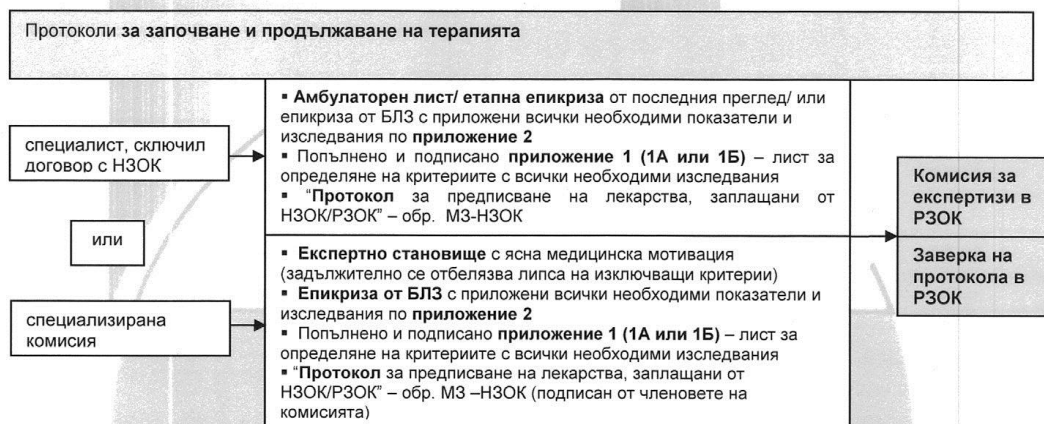 Протоколи за започване и продължаване на терапията
специалист, сключил
договор с НЗОК
или
специализирана
комисия
▪ Амбулаторен лист/ етапна епикриза от последния преглед/ или
епикриза от БЛЗ с приложени всички необходими показатели и
изследвания по приложение 2
▪ Попълнено и подписано приложение 1 (1А или 1Б) – лист за
определяне на критериите с всички необходими изследвания
▪ “Протокол за предписване на лекарства, заплащани от
НЗОК/РЗОК” – обр. МЗ-НЗОК
▪ Експертно становище с ясна медицинска мотивация
(задължително се отбелязва липса на изключващи критерии)
▪ Епикриза от БЛЗ с приложени всички необходими показатели и
изследвания по приложение 2
▪ Попълнено и подписано приложение 1 (1А или 1Б) – лист за
определяне на критериите с всички необходими изследвания
▪ “Протокол за предписване на лекарства, заплащани от
НЗОК/РЗОК” – обр. МЗ –НЗОК (подписан от членовете на
комисията)
Комисия за
експертизи в
РЗОК
Заверка на
протокола в
РЗОК